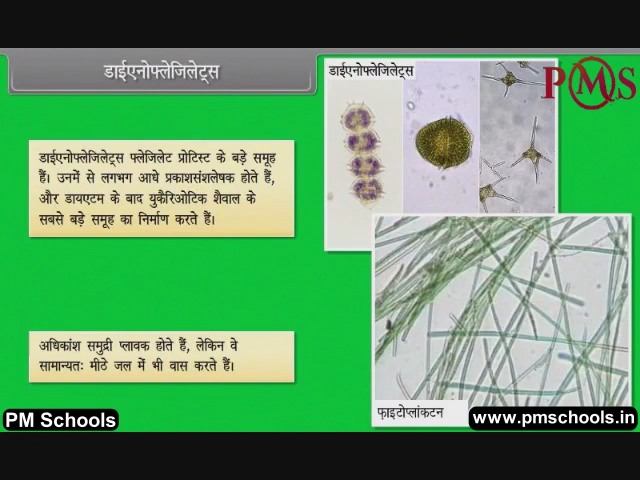 डाईएनोफ्लेजिलेट्स
डाईएनोफ्लेजिलेट्स
PMS
डाईएनोफ्लेजिलेट्स फ्लेजिलेट प्रोटिस्ट के बड़े समूह
हैं। उनमें से लगभग आधे प्रकाशसंशलेषक होते हैं,
और डायएटम के बाद युकैरिओटिक शैवाल के
सबसे बड़े समूह का निर्माण करते हैं।
अधिकांश समुद्री प्लावक होते हैं, लेकिन वे
सामान्यतः मीठे जल में भी वास करते हैं।
फ़ाइटोप्लांकटन
PM Schools
www.pmschools.in